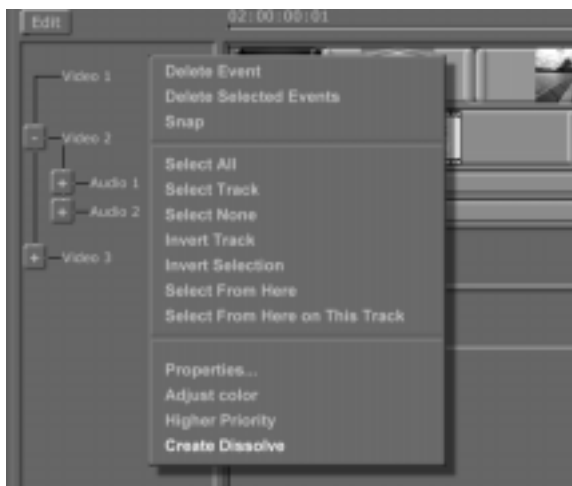 Edit
02:00:00:01
Video 1
Video 2
Audio 1
Audio 2
Video 3
Delete Event
Delete Selected Events
Snap
Select All
Select Track
Select None
Invert Track
Invert Selection
Select From Here
Select From Here on This Track
Properties...
Adjust color
Higher Priority
Create Dissolve